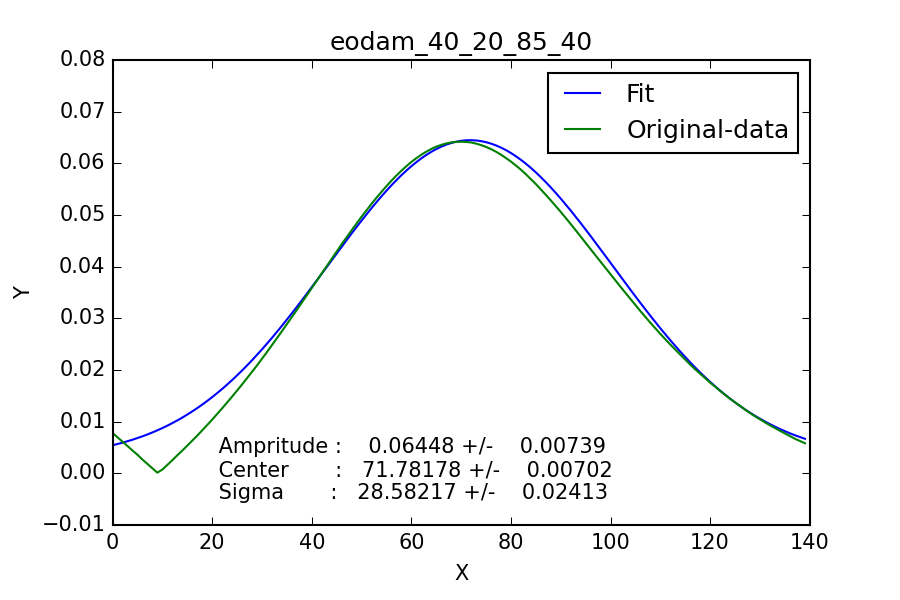 eodam_40_20_85_40
0.08
0.07
0.06
0.05
0.04
0.03
0.02
0.01
0.00
−0.01
Y
Fit
Original-data
Ampritude : 0.06448 +/- 0.00739
Center : 71.78178 +/- 0.00702
Sigma : 28.58217 +/- 0.02413
0 20 40 60 80 100 120 140
X